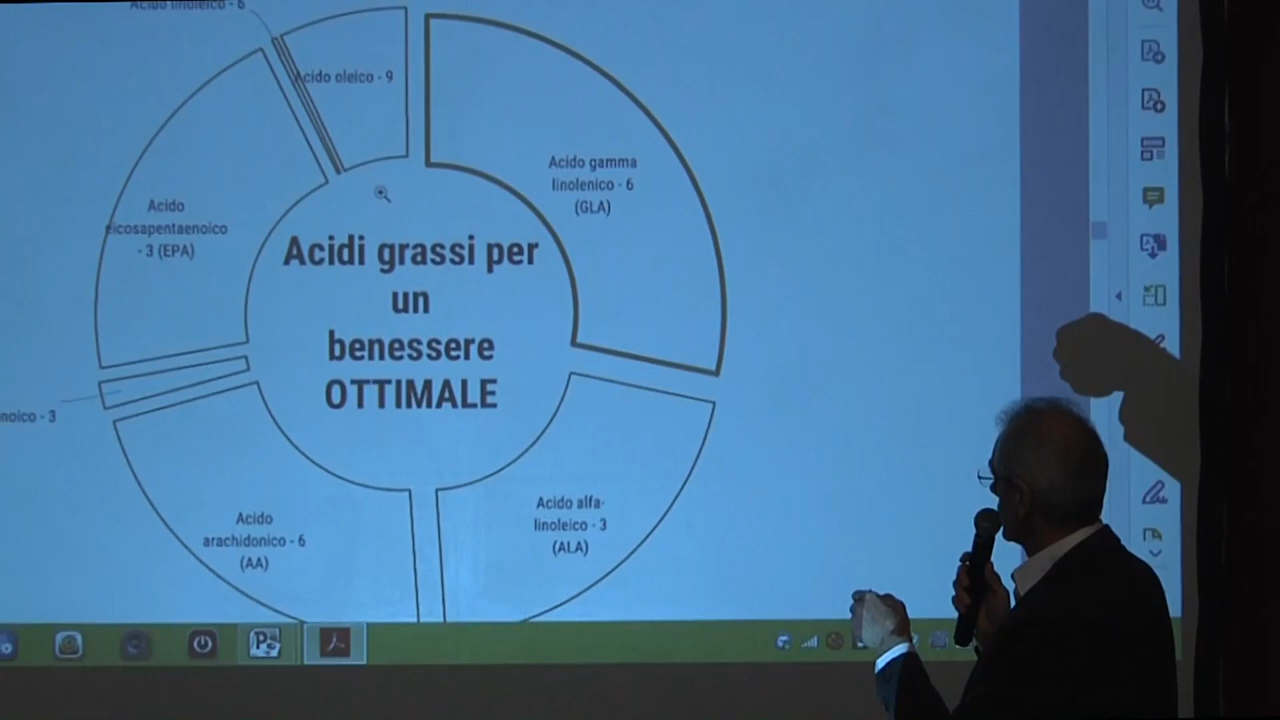 Acido linoleico - 6
Acido oleico - 9
Acido gamma
linolenico - 6
(GLA)
Acido
eicosapentaenoico
- 3 (EPA)
Acidi grassi per
un
benessere
OTTIMALE
noico - 3
Acido
arachidonico - 6
(AA)
Acido alfa-
linoleico - 3
(ALA)